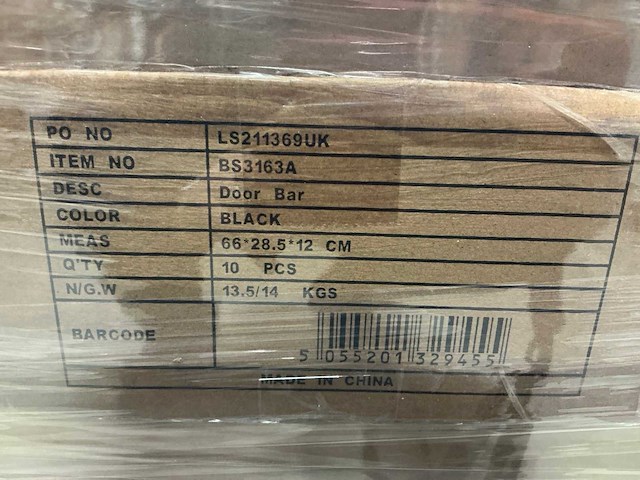 PO NO LS211369UK
ITEM NO BS3163A
DESC Door Bar
COLOR BLACK
MEAS 66*28.5*12 CM
Q'TY 10 PCS
N/G.W 13.5/14 KGS
BARCODE
5 055201 329455
MADE IN CHINA